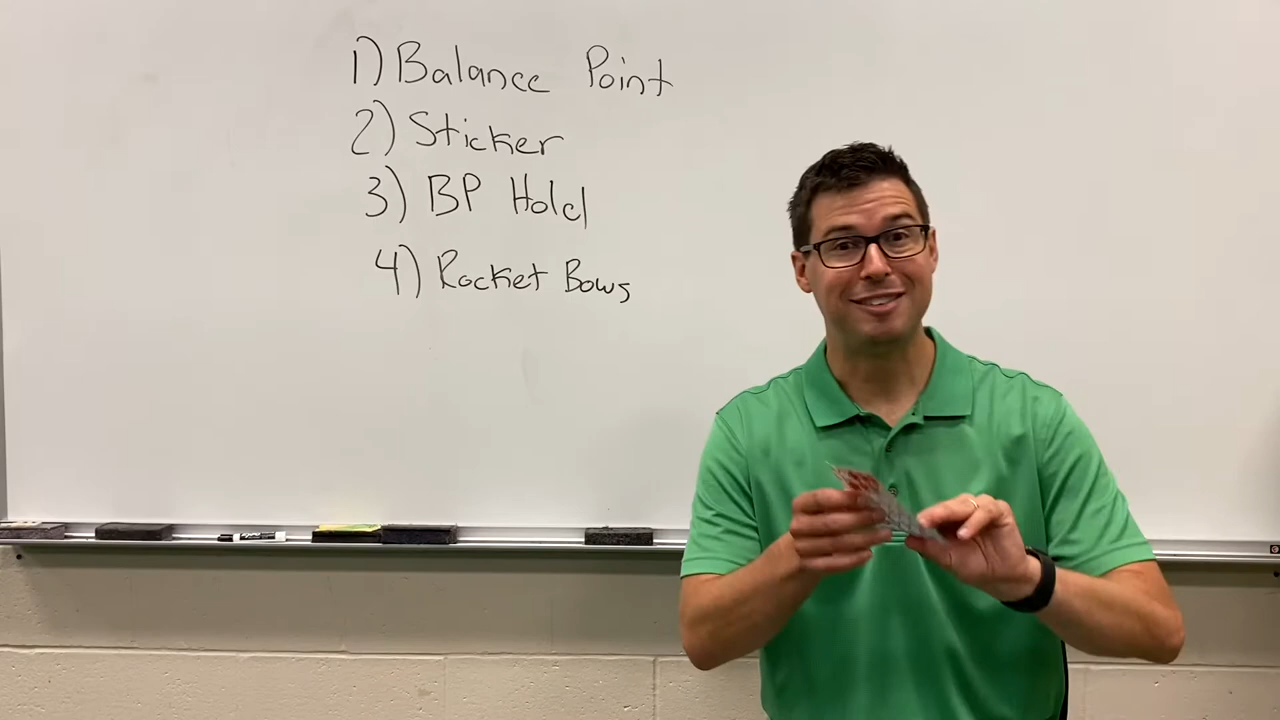 1) Balance Point
2) Sticker
3) BP Hold
4) Rocket Bows